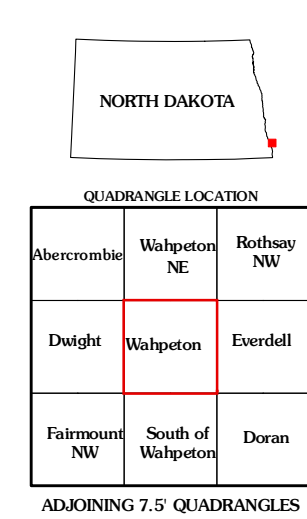 NORTH DAKOTA
QUADRANGLE LOCATION
Abercrombie
Wahpeton
NE
Rothsay
NW
Dwight
Wahpeton
Everdell
Fairmount
NW
South of
Wahpeton
Doran
ADJOINING 7.5' QUADRANGLES